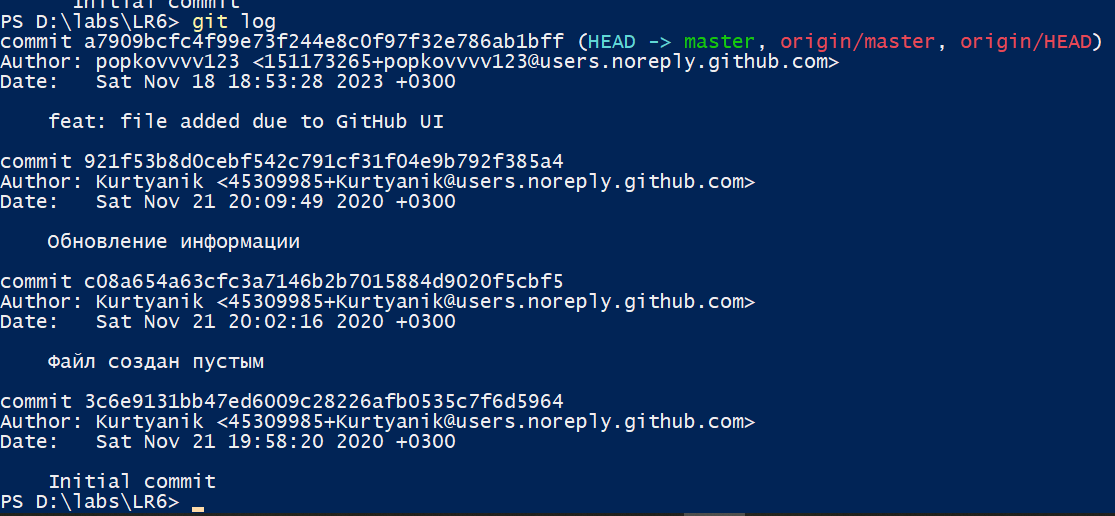 Initial commit
PS D:\labs\LR6> git log
commit a7909bcfc4f99e73f244e8c0f97f32e786ab1bff (HEAD -> master, origin/master, origin/HEAD)
Author: popkovvvv123 <151173265+popkovvvv123@users.noreply.github.com>
Date:   Sat Nov 18 18:53:28 2023 +0300
feat: file added due to GitHub UI
commit 921f53b8d0cebf542c791cf31f04e9b792f385a4
Author: Kurtyanik <45309985+Kurtyanik@users.noreply.github.com>
Date:   Sat Nov 21 20:09:49 2020 +0300
Обновление информации
commit c08a654a63cfc3a7146b2b7015884d9020f5cbf5
Author: Kurtyanik <45309985+Kurtyanik@users.noreply.github.com>
Date:   Sat Nov 21 20:02:16 2020 +0300
Файл создан пустым
commit 3c6e9131bb47ed6009c28226afb0535c7f6d5964
Author: Kurtyanik <45309985+Kurtyanik@users.noreply.github.com>
Date:   Sat Nov 21 19:58:20 2020 +0300
Initial commit
PS D:\labs\LR6>